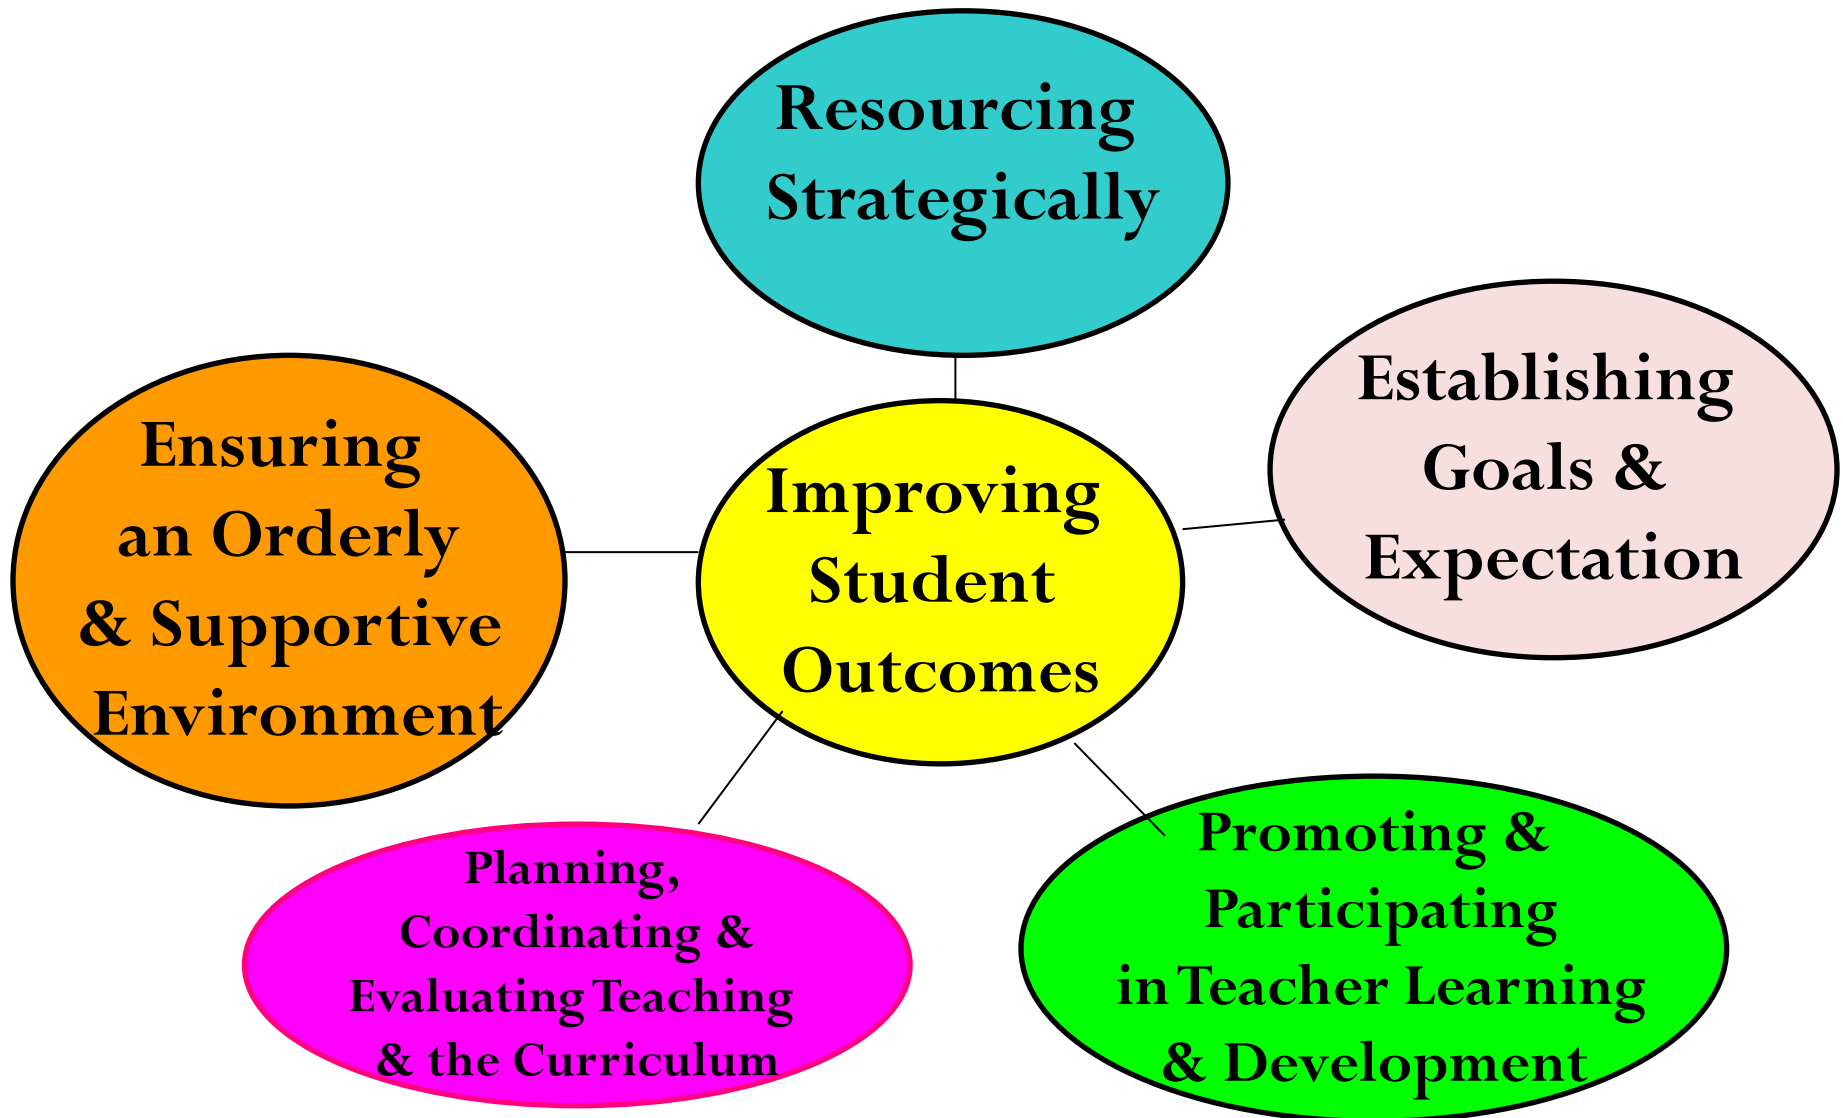 Resourcing
Strategically
Establishing
Goals &
Expectation
Ensuring
an Orderly
& Supportive
Environment
Improving
Student
Outcomes
Planning,
Coordinating &
Evaluating Teaching
& the Curriculum
Promoting &
Participating
in Teacher Learning
& Development